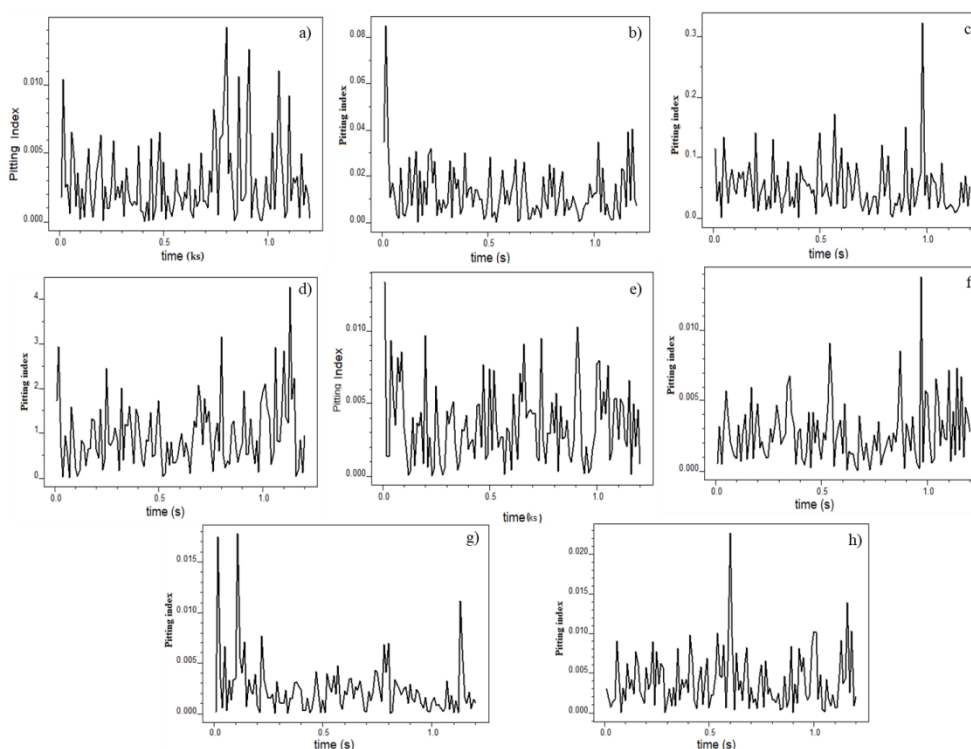 a)
0.010
0.005
0.000
Pitting Index
0.0 0.5 1.0
time (ks)
b)
0.08
0.06
0.04
0.02
0.00
Pitting index
0.0 0.5 1.0
time (s)
c)
0.3
0.2
0.1
0.0
Pitting index
0.0 0.5 1.0
time (s)
d)
4
3
2
1
0
Pitting index
0.0 0.5 1.0
time (s)
e)
0.010
0.005
0.000
Pitting Index
0.0 0.5 1.0
time (ks)
f)
0.010
0.005
0.000
Pitting index
0.0 0.5 1.0
time (s)
g)
0.015
0.010
0.005
0.000
Pitting index
0.0 0.5 1.0
time (s)
h)
0.020
0.015
0.010
0.005
0.000
Pitting index
0.0 0.5 1.0
time (s)